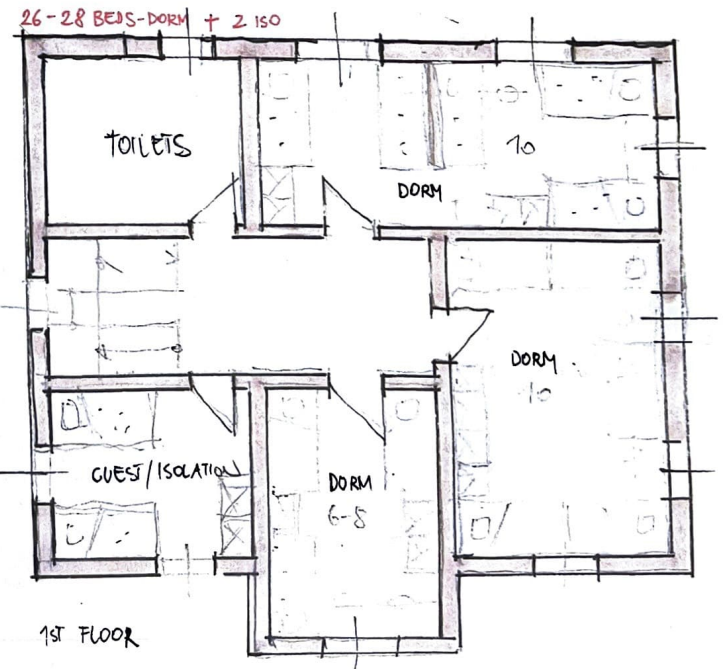 26-28 BEDS-DORM + 2 ISO
TOILETS
10
DORM
DORM
10
GUEST/ISOLATION
DORM
6-8
1ST FLOOR